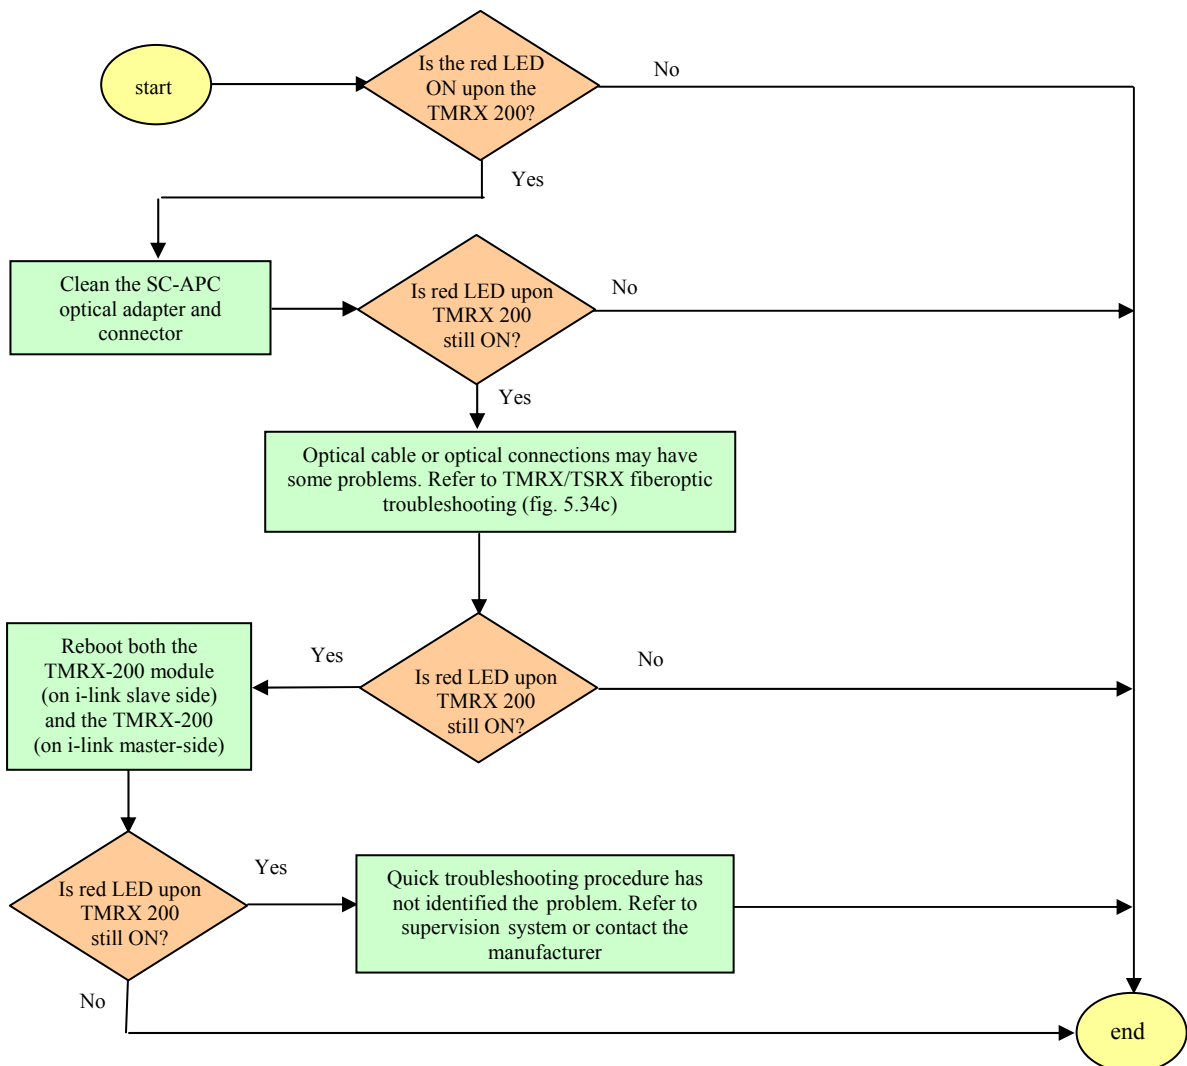 start
Is the red LED
ON upon the
TMRX 200?
No
Yes
Clean the SC-APC
optical adapter and
connector
Is red LED upon
TMRX 200
still ON?
No
Yes
Optical cable or optical connections may have
some problems. Refer to TMRX/TSRX fiberoptic
troubleshooting (fig. 5.34c)
Reboot both the
TMRX-200 module
(on i-link slave side)
and the TMRX-200
(on i-link master-side)
Yes
Is red LED upon
TMRX 200
still ON?
No
Is red LED upon
TMRX 200
still ON?
Yes
Quick troubleshooting procedure has
not identified the problem. Refer to
supervision system or contact the
manufacturer
No
end